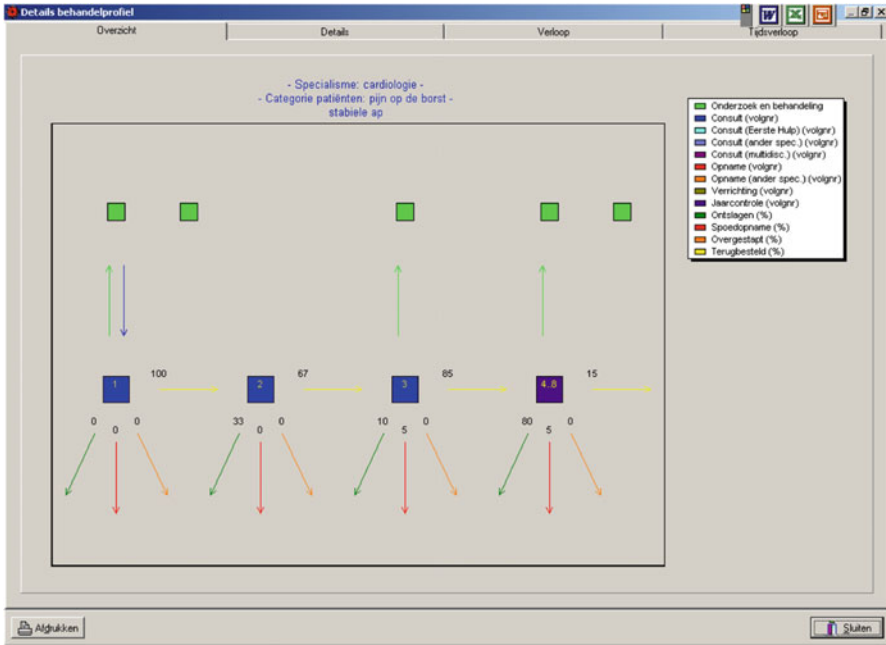 Details behandelprofiel
Overzicht
Details
Verloop
Tijdsverloop
- Specialisme: cardiologie -
- Categorie patiënten: pijn op de borst -
stabiele ap
Onderzoek en behandeling
Consult (volgnr)
Consult (Eerste Hulp) (volgnr)
Consult (ander spec.) (volgnr)
Consult (multidisc.) (volgnr)
Opname (volgnr)
Opname (ander spec.) (volgnr)
Verrichting (volgnr)
Jaarcontrole (volgnr)
Ontslagen (%)
Spoedopname (%)
Overgestapt (%)
Terugbesteld (%)
1 100 2 67 3 85 4..8 15
0 0 0 33 0 0 10 5 0 80 5 0
Afdrukken
Sluiten